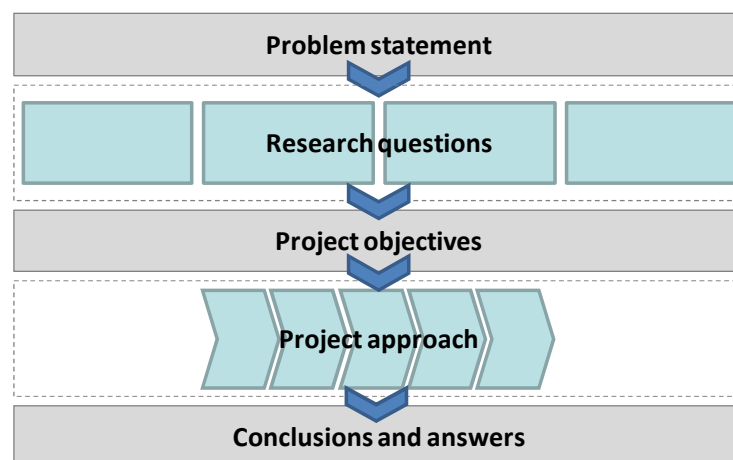 Problem statement
Research questions
Project objectives
Project approach
Conclusions and answers